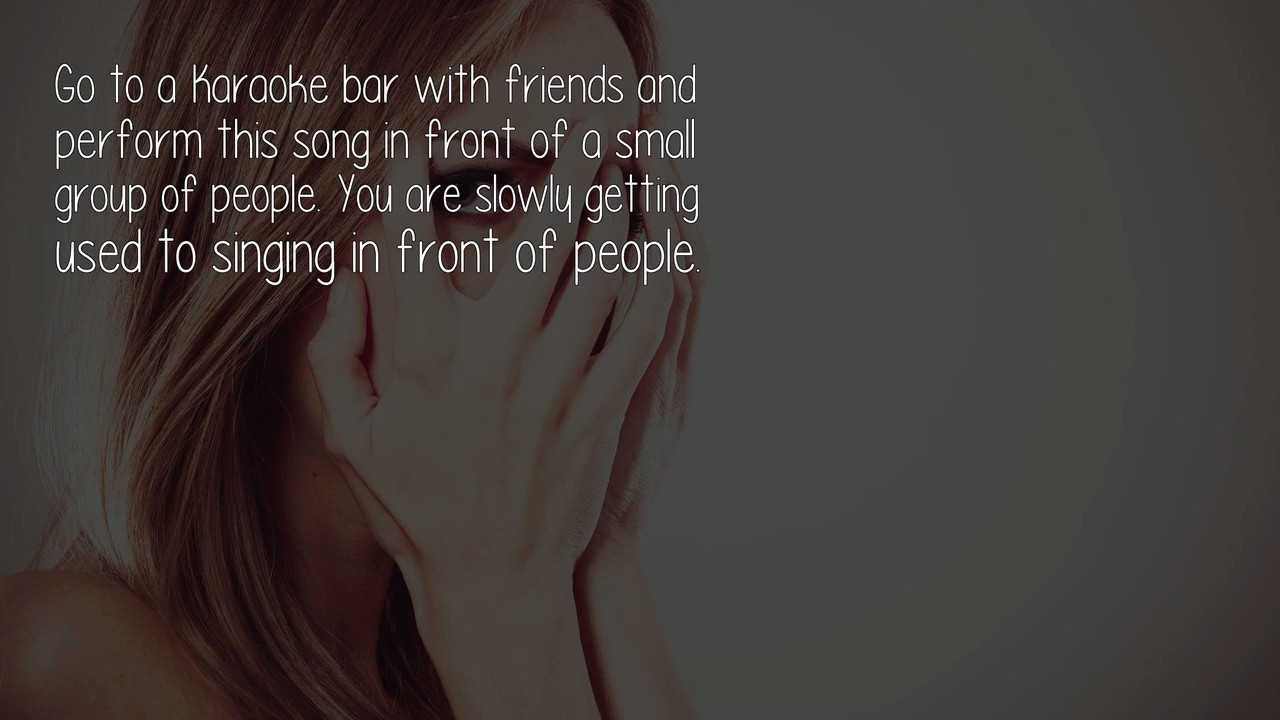 Go to a Karaoke bar with friends and
perform this song in front of a small
group of people. You are slowly getting
used to singing in front of people.